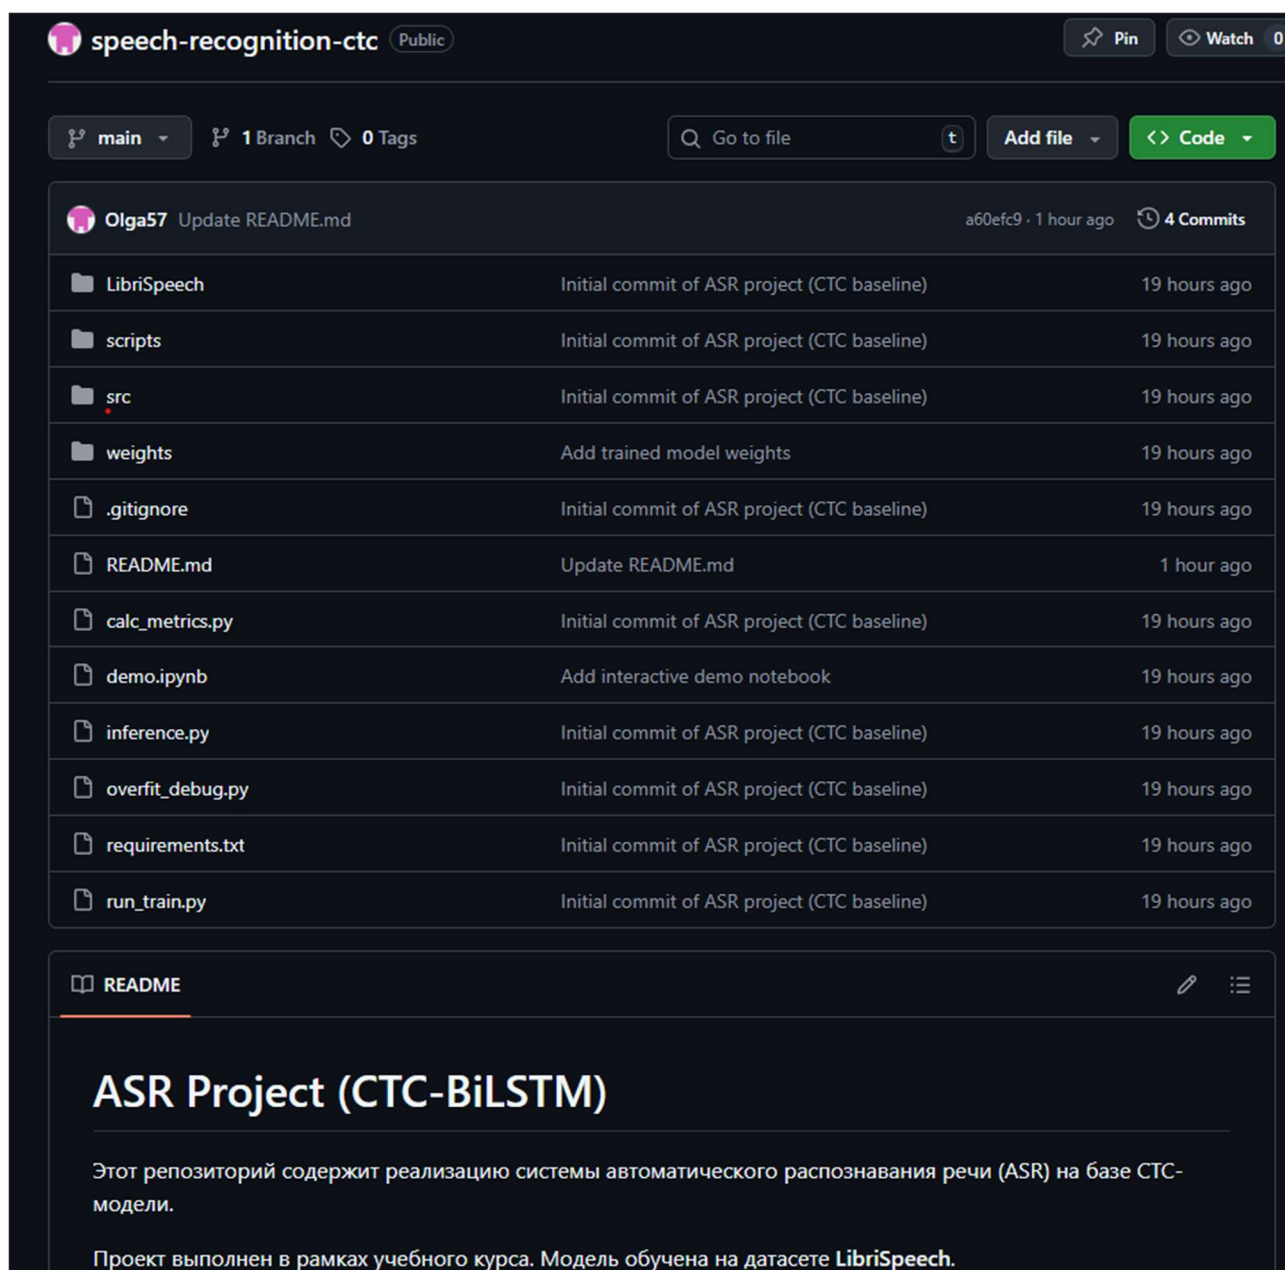 speech-recognition-ctc Public Pin Watch 0
main 1 Branch 0 Tags Go to file t Add file Code
Olga57 Update README.md a60efc9 · 1 hour ago 4 Commits
LibriSpeech Initial commit of ASR project (CTC baseline) 19 hours ago
scripts Initial commit of ASR project (CTC baseline) 19 hours ago
src Initial commit of ASR project (CTC baseline) 19 hours ago
weights Add trained model weights 19 hours ago
.gitignore Initial commit of ASR project (CTC baseline) 19 hours ago
README.md Update README.md 1 hour ago
calc_metrics.py Initial commit of ASR project (CTC baseline) 19 hours ago
demo.ipynb Add interactive demo notebook 19 hours ago
inference.py Initial commit of ASR project (CTC baseline) 19 hours ago
overfit_debug.py Initial commit of ASR project (CTC baseline) 19 hours ago
requirements.txt Initial commit of ASR project (CTC baseline) 19 hours ago
run_train.py Initial commit of ASR project (CTC baseline) 19 hours ago
README
ASR Project (CTC-BiLSTM)
Этот репозиторий содержит реализацию системы автоматического распознавания речи (ASR) на базе CTC-
модели.
Проект выполнен в рамках учебного курса. Модель обучена на датасете LibriSpeech.